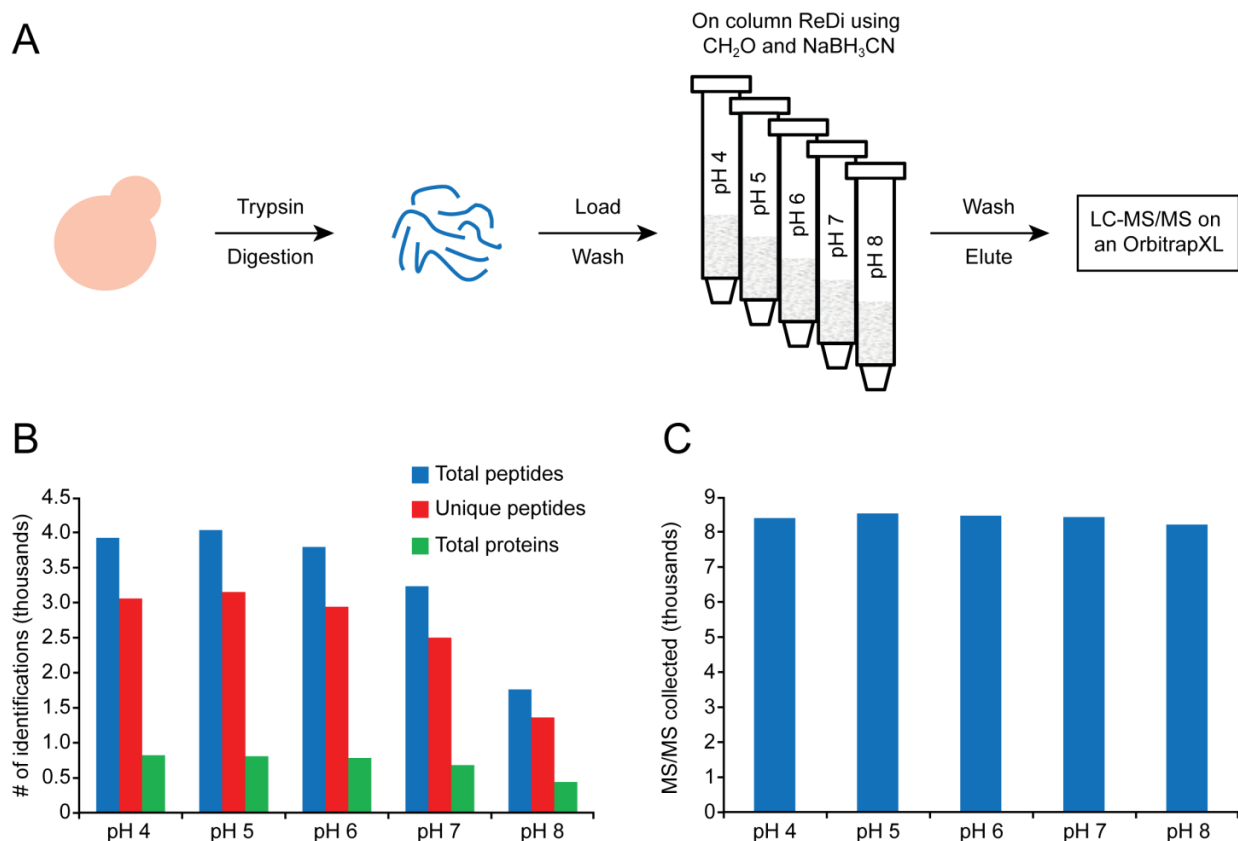 A
On column ReDi using
CH₂O and NaBH₃CN
Trypsin
Digestion
Load
Wash
pH 4
pH 5
pH 6
pH 7
pH 8
Wash
Elute
LC-MS/MS on
an OrbitrapXL
B
# of identifications (thousands)
4.5
4.0
3.5
3.0
2.5
2.0
1.5
1.0
0.5
0
Total peptides
Unique peptides
Total proteins
pH 4 pH 5 pH 6 pH 7 pH 8
C
MS/MS collected (thousands)
9
8
7
6
5
4
3
2
1
0
pH 4 pH 5 pH 6 pH 7 pH 8